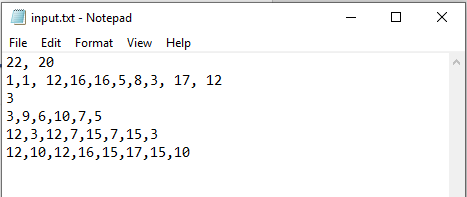 input.txt - Notepad
File Edit Format View Help
22, 20
1,1, 12,16,16,5,8,3, 17, 12
3
3,9,6,10,7,5
12,3,12,7,15,7,15,3
12,10,12,16,15,17,15,10